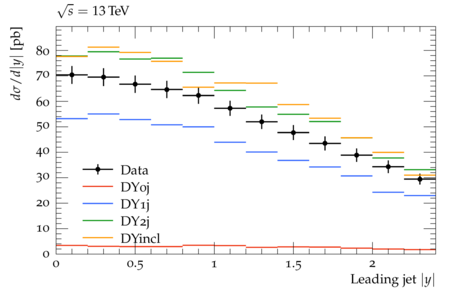 √s = 13 TeV
dσ/d|y| [pb]
80
70
60
50
40
30
20
10
0
Data
DY0j
DY1j
DY2j
DYincl
0 0.5 1 1.5 2
Leading jet |y|